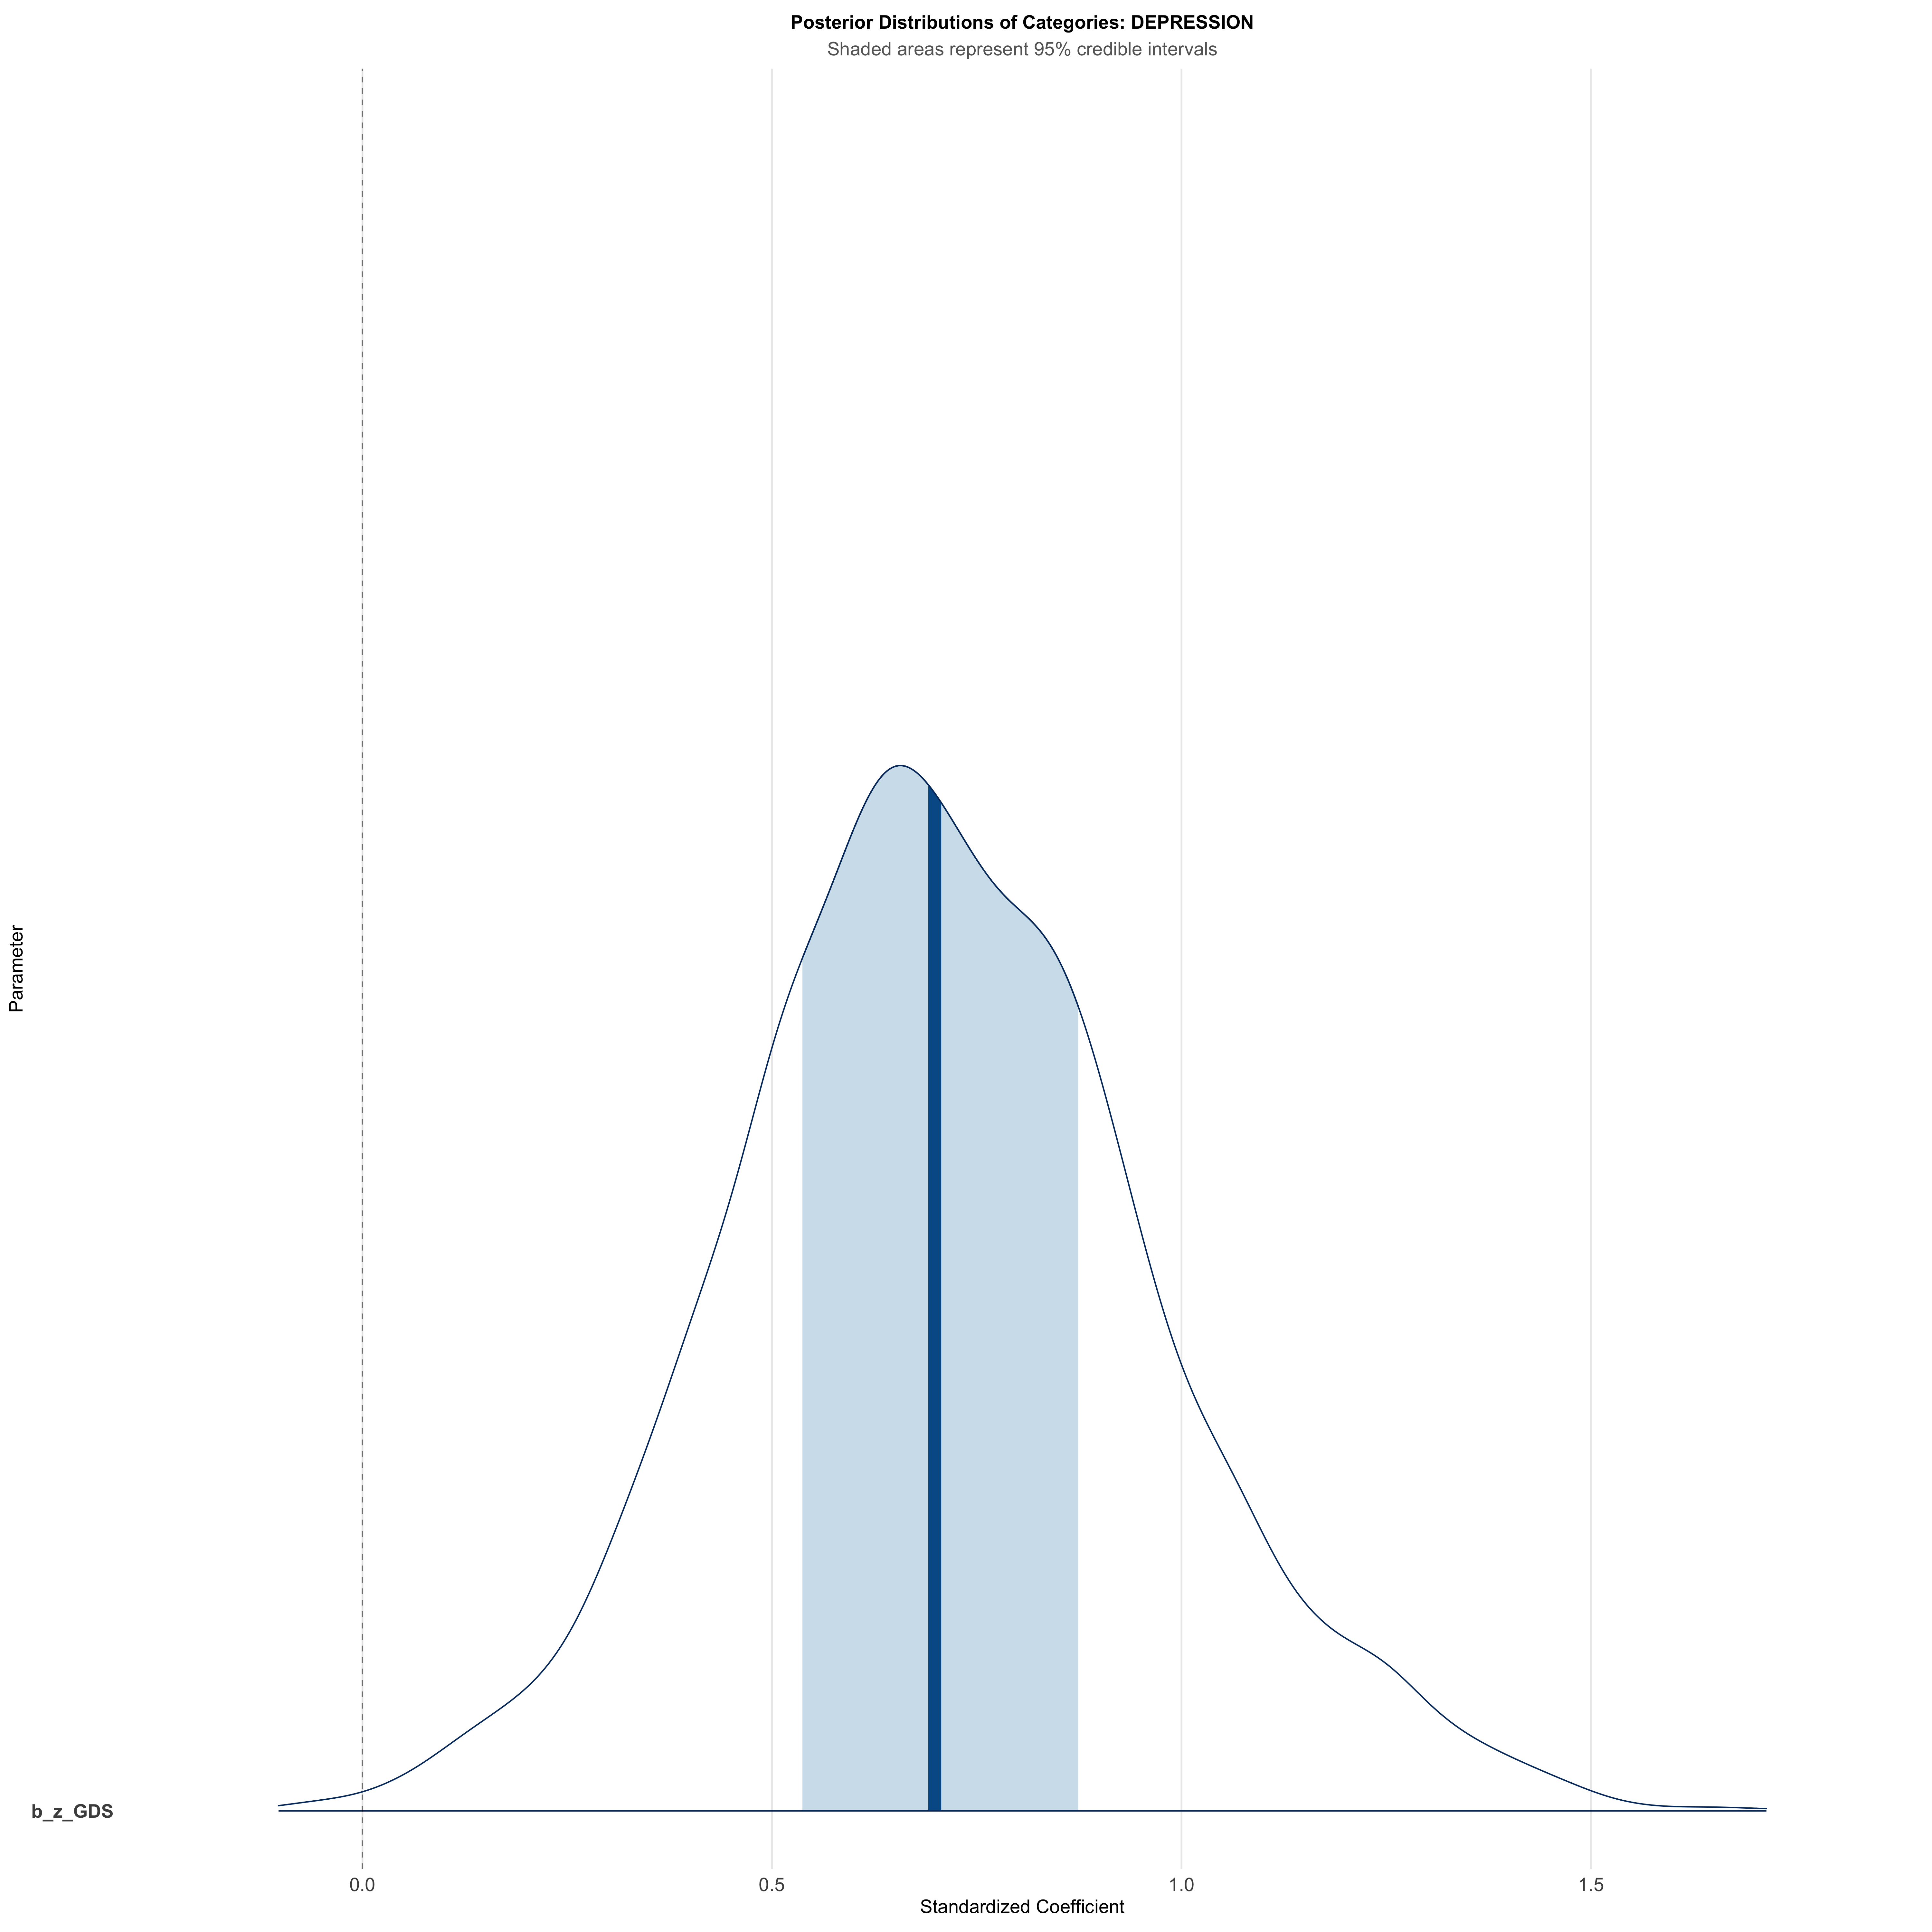 Posterior Distributions of Categories: DEPRESSION
Shaded areas represent 95% credible intervals
Parameter
b_z_GDS
0.0 0.5 1.0 1.5
Standardized Coefficient